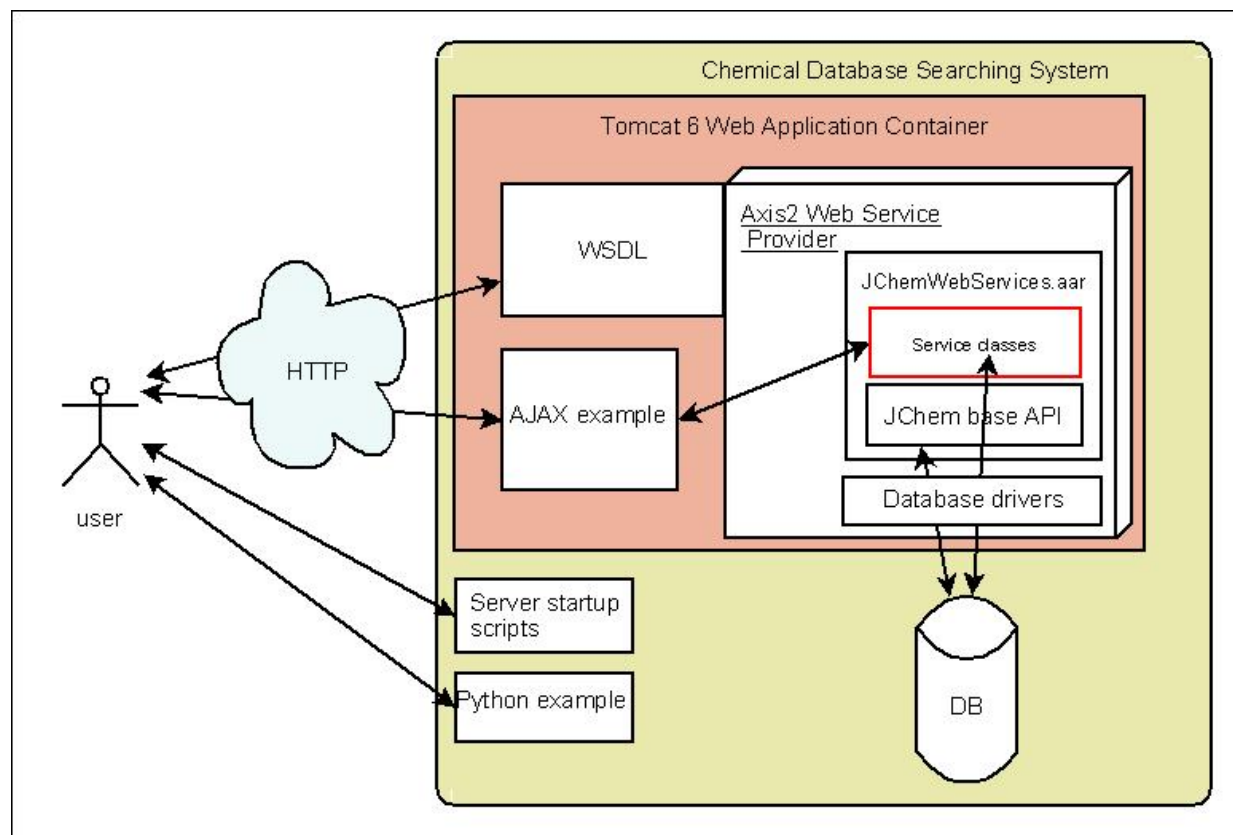 Chemical Database Searching System
Tomcat 6 Web Application Container
WSDL
Axis2 Web Service
Provider
JChemWebServices.aar
Service classes
JChem base API
Database drivers
HTTP
AJAX example
user
Server startup
scripts
Python example
DB